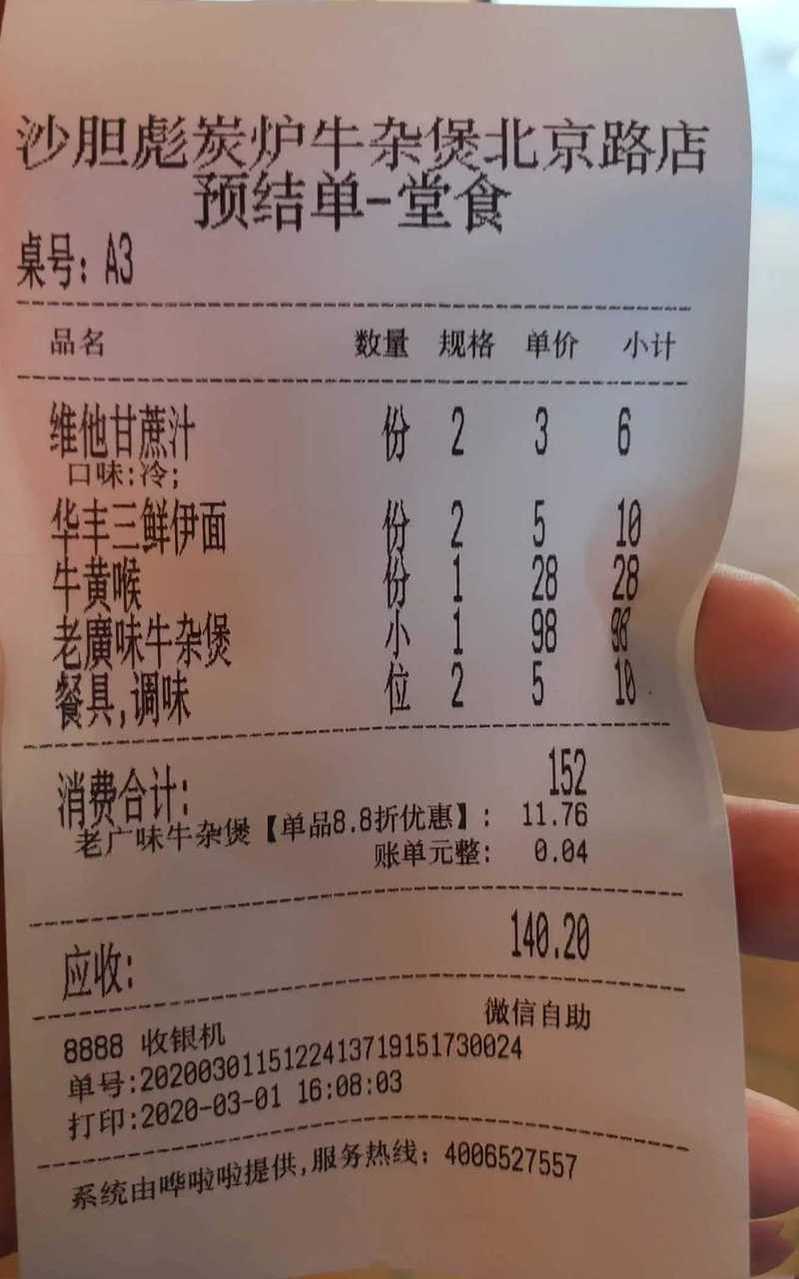 沙胆彪炭炉牛杂煲北京路店
预结单-堂食
桌号: A3
品名 数量 规格 单价 小计
维他甘蔗汁 份 2 3 6
口味:冷;
华丰三鲜伊面 份 2 5 10
牛黄喉 份 1 28 28
老廣味牛杂煲 小 1 98 98
餐具,调味 位 2 5 10
消费合计: 152
老广味牛杂煲【单品8.8折优惠】: 11.76
账单元整: 0.04
应收: 140.20
8888 收银机 微信自助
单号:2020030115122413719151730024
打印:2020-03-01 16:08:03
系统由哗啦啦提供,服务热线: 4006527557